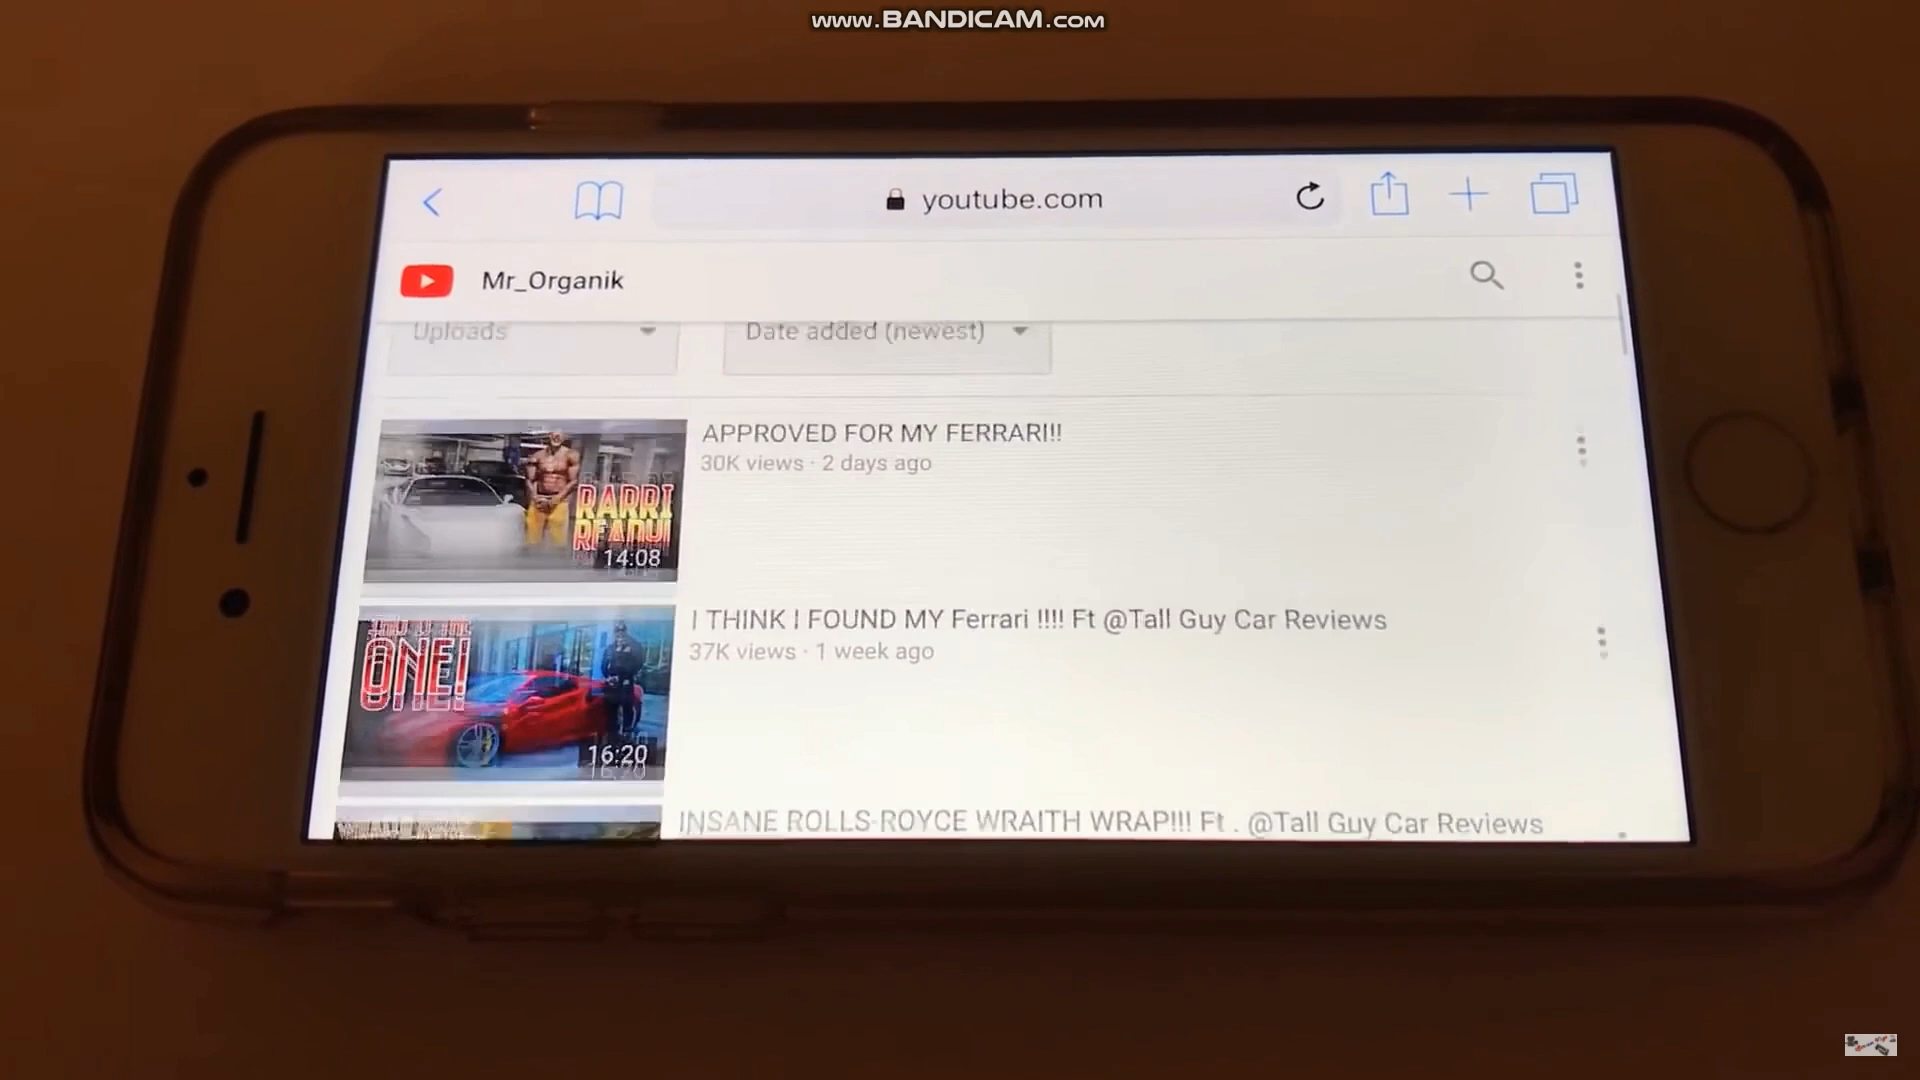 www.BANDICAM.com
youtube.com
Mr_Organik
Uploads
Date added (newest)
APPROVED FOR MY FERRARI!!
30K views · 2 days ago
RARRI
14:08
I THINK I FOUND MY Ferrari !!!! Ft @Tall Guy Car Reviews
37K views · 1 week ago
ONE!
16:20
INSANE ROLLS-ROYCE WRAITH WRAP!!! Ft . @Tall Guy Car Reviews